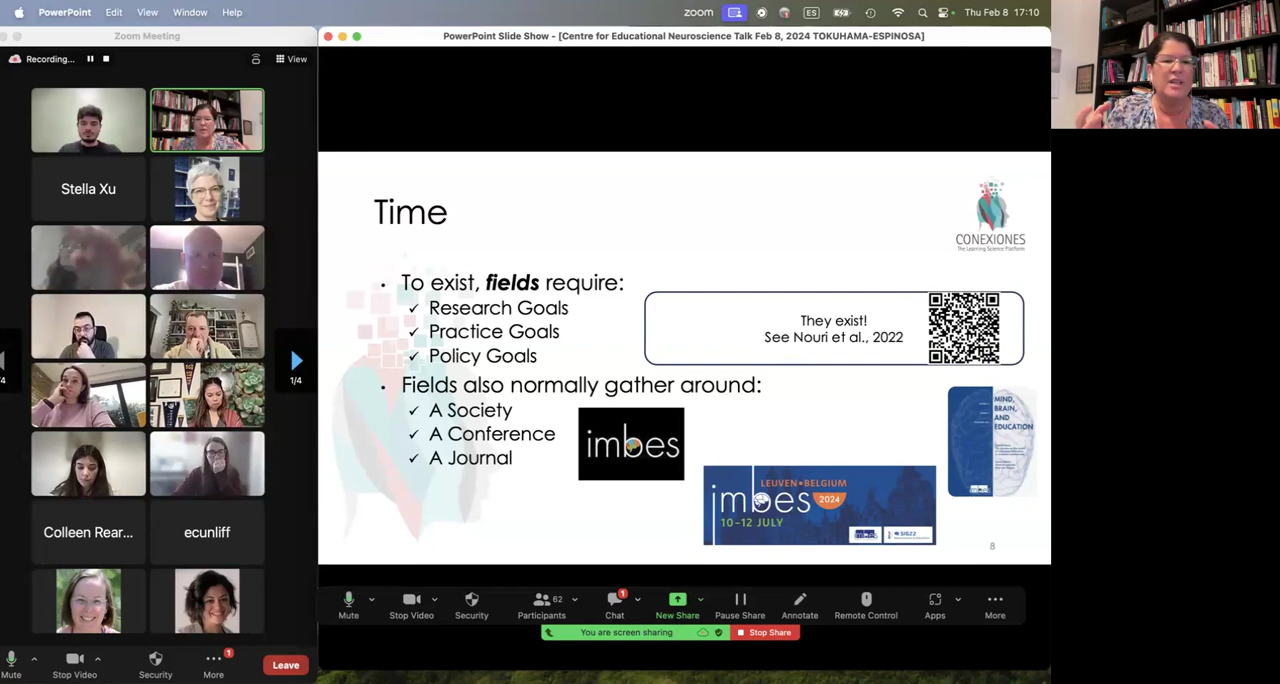 PowerPoint Edit View Window Help
zoom
ES
Thu Feb 8 17:10
Zoom Meeting
PowerPoint Slide Show - [Centre for Educational Neuroscience Talk Feb 8, 2024 TOKUHAMA-ESPINOSA]
Recording...
View
Stella Xu
Colleen Rear...
ecunliff
/4
1/4
Time
CONEXIONES
The Learning Science Platform
• To exist, fields require:
✓ Research Goals
✓ Practice Goals
✓ Policy Goals
They exist!
See Nouri et al., 2022
• Fields also normally gather around:
✓ A Society
✓ A Conference
✓ A Journal
imbes
LEUVEN•BELGIUM
imbes 2024
10-12 JULY
imbes
SIG22
MIND,
BRAIN,
AND
EDUCATION
8
Mute
Stop Video
Security
Participants 62
Chat 1
New Share
Pause Share
Annotate
Remote Control
Apps
More
You are screen sharing
Stop Share
Mute
Stop Video
Security
More 1
Leave